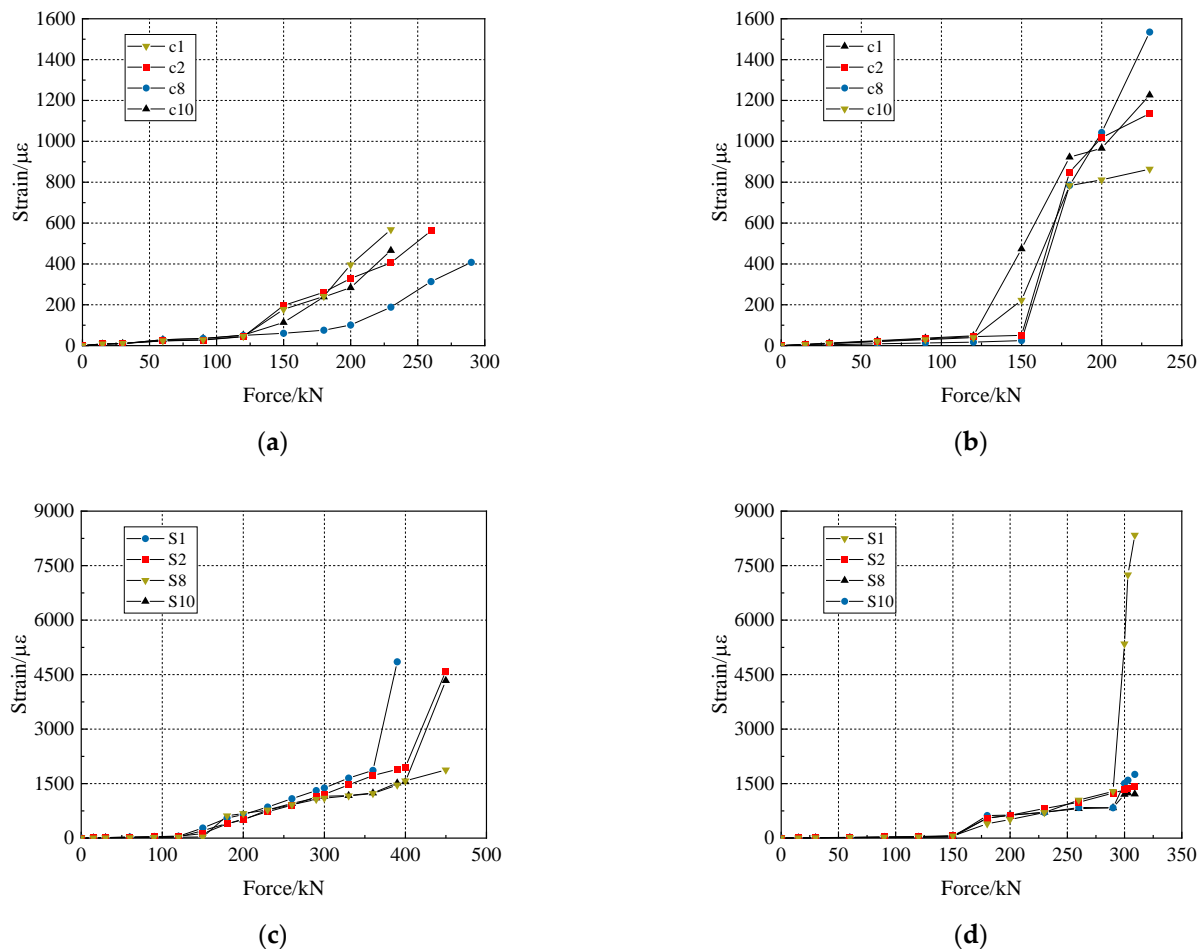 1600
1400
1200
1000
800
600
400
200
0
Strain/με
c1
c2
c8
c10
0 50 100 150 200 250 300
Force/kN
(a)
1600
1400
1200
1000
800
600
400
200
0
Strain/με
c1
c2
c8
c10
0 50 100 150 200 250
Force/kN
(b)
9000
7500
6000
4500
3000
1500
0
Strain/με
S1
S2
S8
S10
0 100 200 300 400 500
Force/kN
(c)
9000
7500
6000
4500
3000
1500
0
Strain/με
S1
S2
S8
S10
0 50 100 150 200 250 300 350
Force/kN
(d)